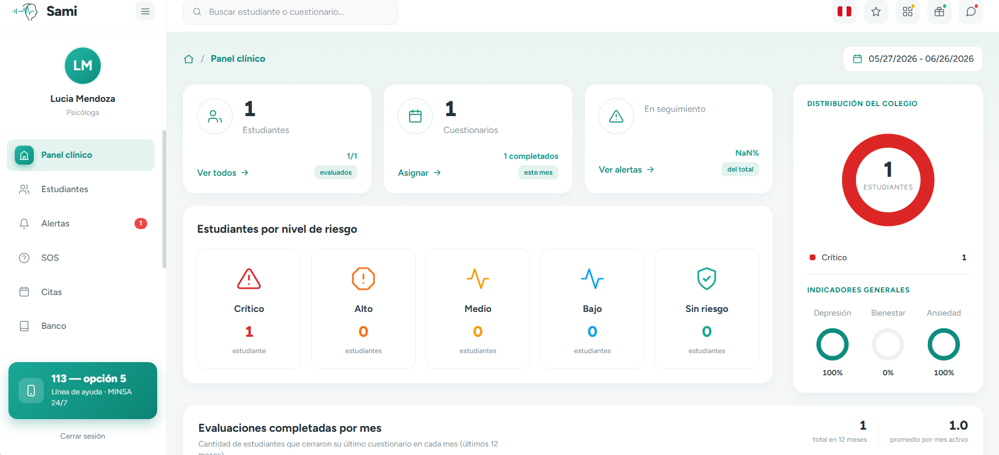 Sami
Buscar estudiante o cuestionario...
LM
Lucia Mendoza
Psicóloga
Panel clínico
Estudiantes
Alertas
1
SOS
Citas
Banco
113 — opción 5
Línea de ayuda · MINSA
24/7
Cerrar sesión
/ Panel clínico
05/27/2026 - 06/26/2026
1
Estudiantes
1/1
Ver todos →
evaluados
1
Cuestionarios
1 completados
Asignar →
este mes
En seguimiento
NaN%
Ver alertas →
del total
Estudiantes por nivel de riesgo
Crítico
1
estudiante
Alto
0
estudiantes
Medio
0
estudiantes
Bajo
0
estudiantes
Sin riesgo
0
estudiantes
DISTRIBUCIÓN DEL COLEGIO
1
ESTUDIANTES
Crítico 1
INDICADORES GENERALES
Depresión
100%
Bienestar
0%
Ansiedad
100%
Evaluaciones completadas por mes
Cantidad de estudiantes que cerraron su último cuestionario en cada mes (últimos 12
meses)
1
total en 12 meses
1.0
promedio por mes activo